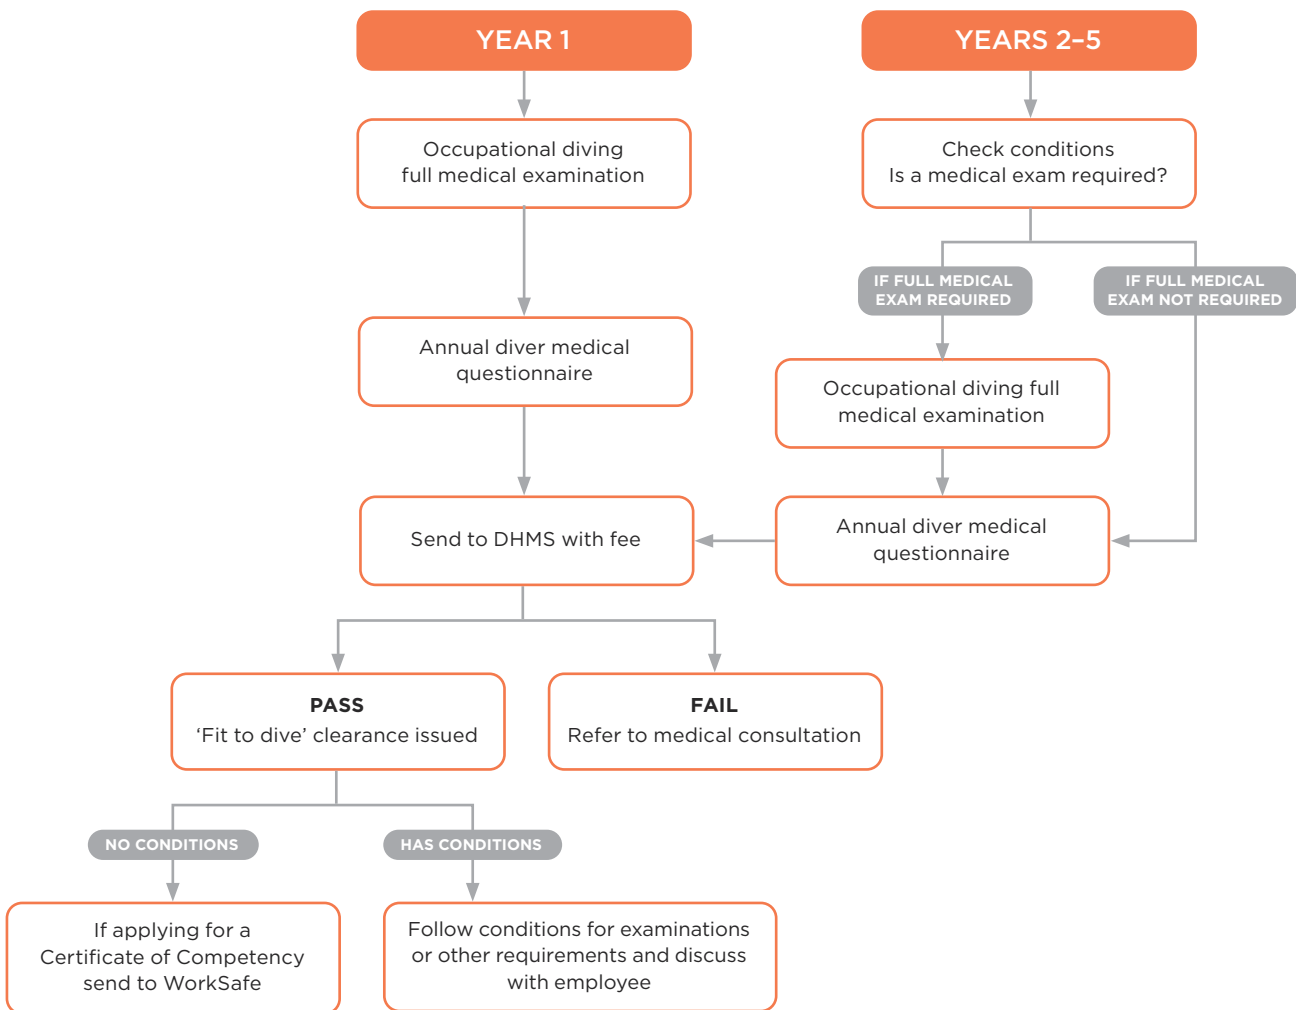 YEAR 1
YEARS 2–5
Occupational diving
full medical examination
Check conditions
Is a medical exam required?
IF FULL MEDICAL
EXAM REQUIRED
IF FULL MEDICAL
EXAM NOT REQUIRED
Annual diver medical
questionnaire
Occupational diving full
medical examination
Send to DHMS with fee
Annual diver medical
questionnaire
PASS
‘Fit to dive’ clearance issued
FAIL
Refer to medical consultation
NO CONDITIONS
HAS CONDITIONS
If applying for a
Certificate of Competency
send to WorkSafe
Follow conditions for examinations
or other requirements and discuss
with employee